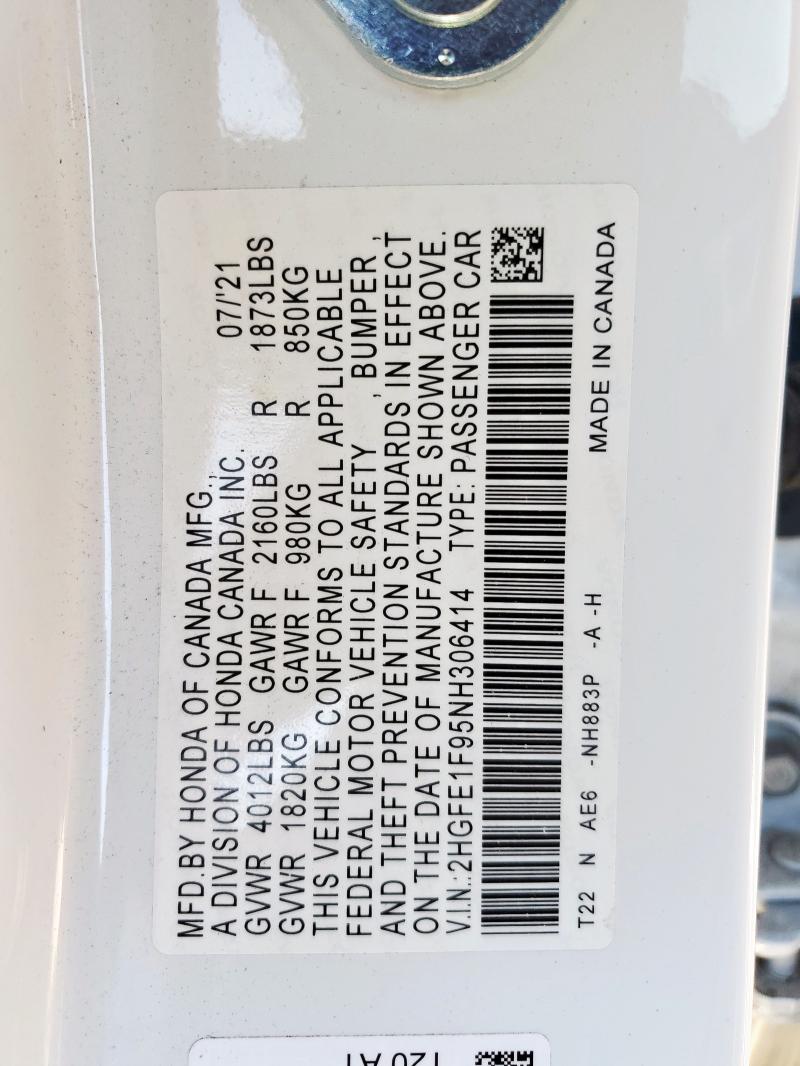 MFD.BY HONDA OF CANADA MFG.,
A DIVISION OF HONDA CANADA INC. 07/'21
GVWR 4012LBS GAWR F 2160LBS R 1873LBS
GVWR 1820KG GAWR F 980KG R 850KG
THIS VEHICLE CONFORMS TO ALL APPLICABLE
FEDERAL MOTOR VEHICLE SAFETY , BUMPER ,
AND THEFT PREVENTION STANDARDS, IN EFFECT
ON THE DATE OF MANUFACTURE SHOWN ABOVE.
V.I.N.:2HGFE1F95NH306414 TYPE: PASSENGER CAR
MADE IN CANADA
T22 N AE6 -NH883P -A -H